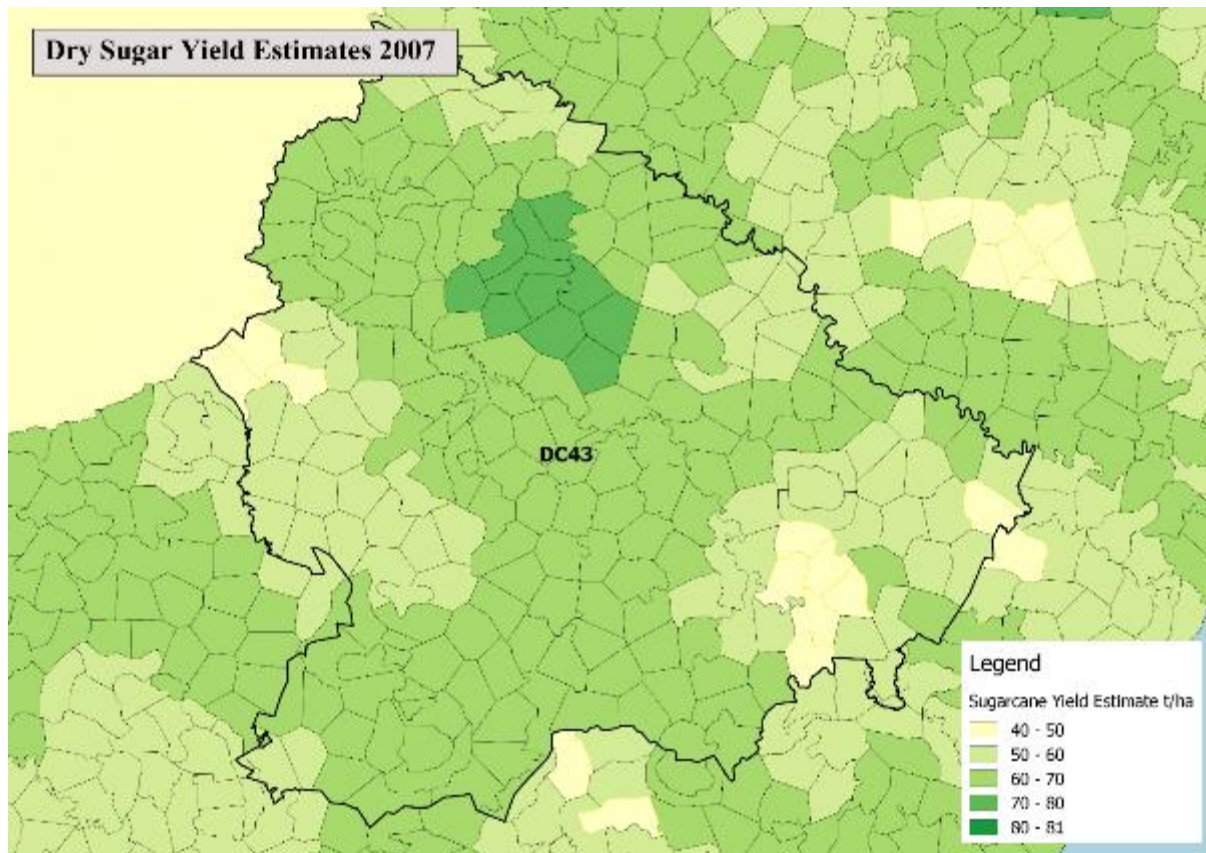 Dry Sugar Yield Estimates 2007
DC43
Legend
Sugarcane Yield Estimate t/ha
40 - 50
50 - 60
60 - 70
70 - 80
80 - 81